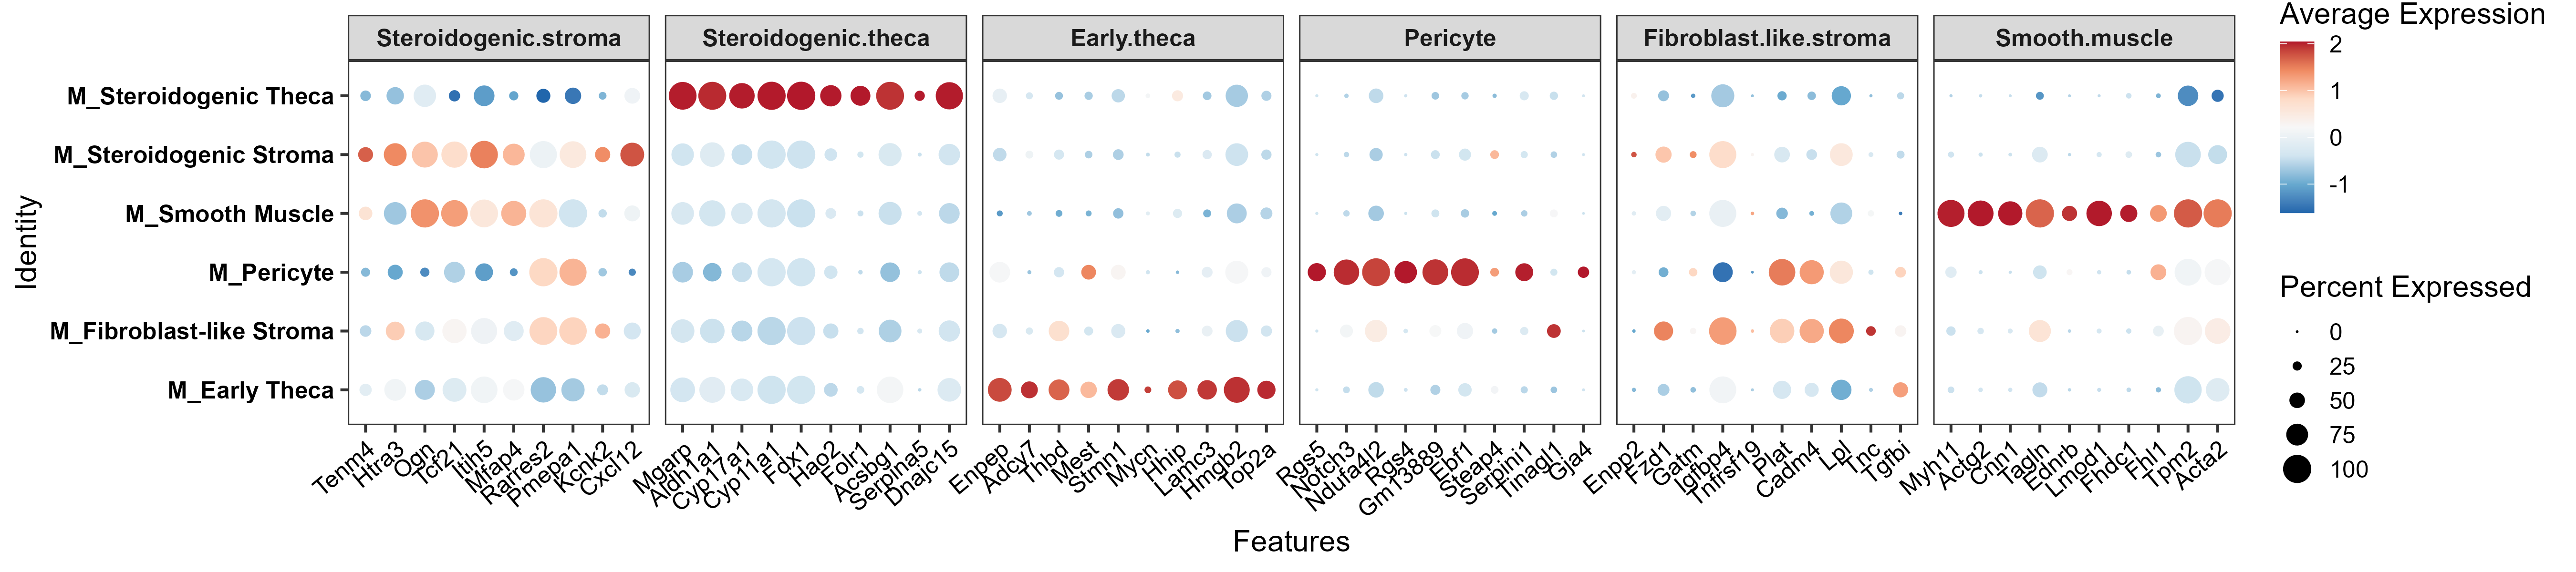 Steroidogenic.stroma
Steroidogenic.theca
Early.theca
Pericyte
Fibroblast.like.stroma
Smooth.muscle
Identity
M_Steroidogenic Theca
M_Steroidogenic Stroma
M_Smooth Muscle
M_Pericyte
M_Fibroblast-like Stroma
M_Early Theca
Tenm4
Htra3
Ogn
Tcf21
Itih5
Mfap4
Rarres2
Pmepa1
Kcnk2
Cxcl12
Mgarp
Aldh1a1
Cyp17a1
Cyp11a1
Fdx1
Hao2
Folr1
Acsbg1
Serpina5
Dnajc15
Enpep
Adcy7
Thbd
Mest
Stmn1
Mycn
Hhip
Lamc3
Hmgb2
Top2a
Rgs5
Notch3
Ndufa4l2
Rgs4
Gm13889
Ebf1
Steap4
Serpini1
Tinagl1
Gja4
Enpp2
Fzd1
Gatm
Igfbp4
Tnfrsf19
Plat
Cadm4
Lpl
Tnc
Tgfbi
Myh11
Actg2
Cnn1
Tagln
Ednrb
Lmod1
Fhdc1
Fhl1
Tpm2
Acta2
Features
Average Expression
2
1
0
-1
Percent Expressed
0
25
50
75
100